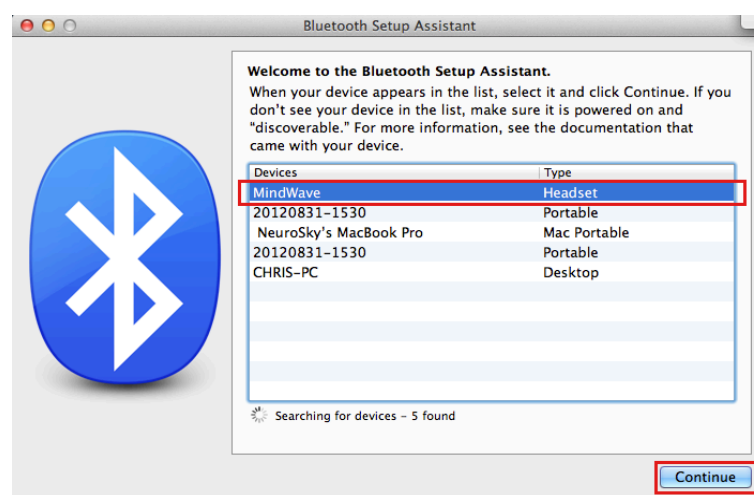 Bluetooth Setup Assistant
Welcome to the Bluetooth Setup Assistant.
When your device appears in the list, select it and click Continue. If you
don't see your device in the list, make sure it is powered on and
"discoverable." For more information, see the documentation that
came with your device.
Devices Type
MindWave Headset
20120831-1530 Portable
NeuroSky's MacBook Pro Mac Portable
20120831-1530 Portable
CHRIS-PC Desktop
Searching for devices – 5 found
Continue